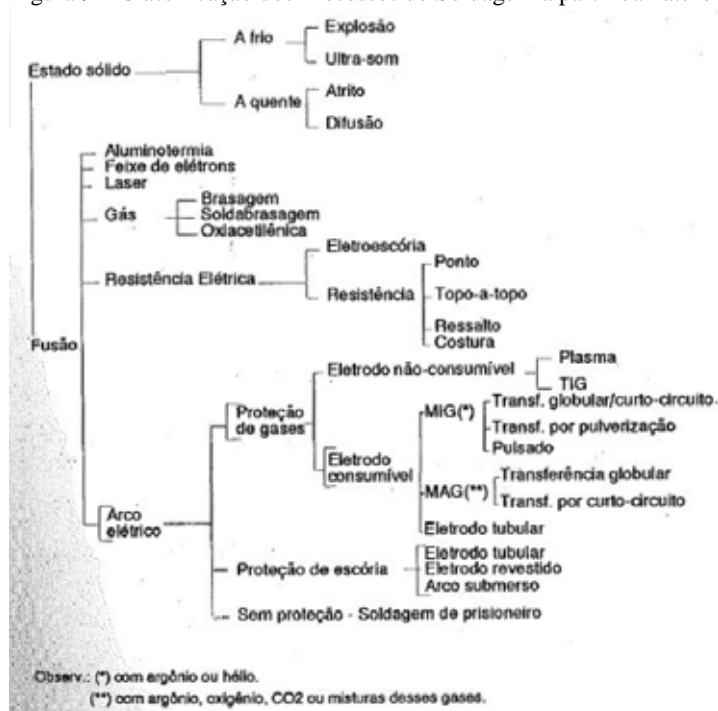 A frio
Explosão
Ultra-som
Estado sólido
A quente
Atrito
Difusão
Aluminotermia
Feixe de elétrons
Laser
Gás
Brasagem
Soldabrasagem
Oxiacetilênica
Resistência Elétrica
Eletroescória
Resistência
Ponto
Topo-a-topo
Ressalto
Costura
Fusão
Eletrodo não-consumível
Plasma
TIG
Proteção
de gases
MIG(*)
Transf. globular/curto-circuito
Transf. por pulverização
Pulsado
Eletrodo
consumível
MAG(**)
Transferência globular
Transf. por curto-circuito
Eletrodo tubular
Arco
elétrico
Proteção de escória
Eletrodo tubular
Eletrodo revestido
Arco submerso
Sem proteção - Soldagem de prisioneiro
Observ.: (*) com argônio ou hélio.
(**) com argônio, oxigênio, CO2 ou misturas desses gases.